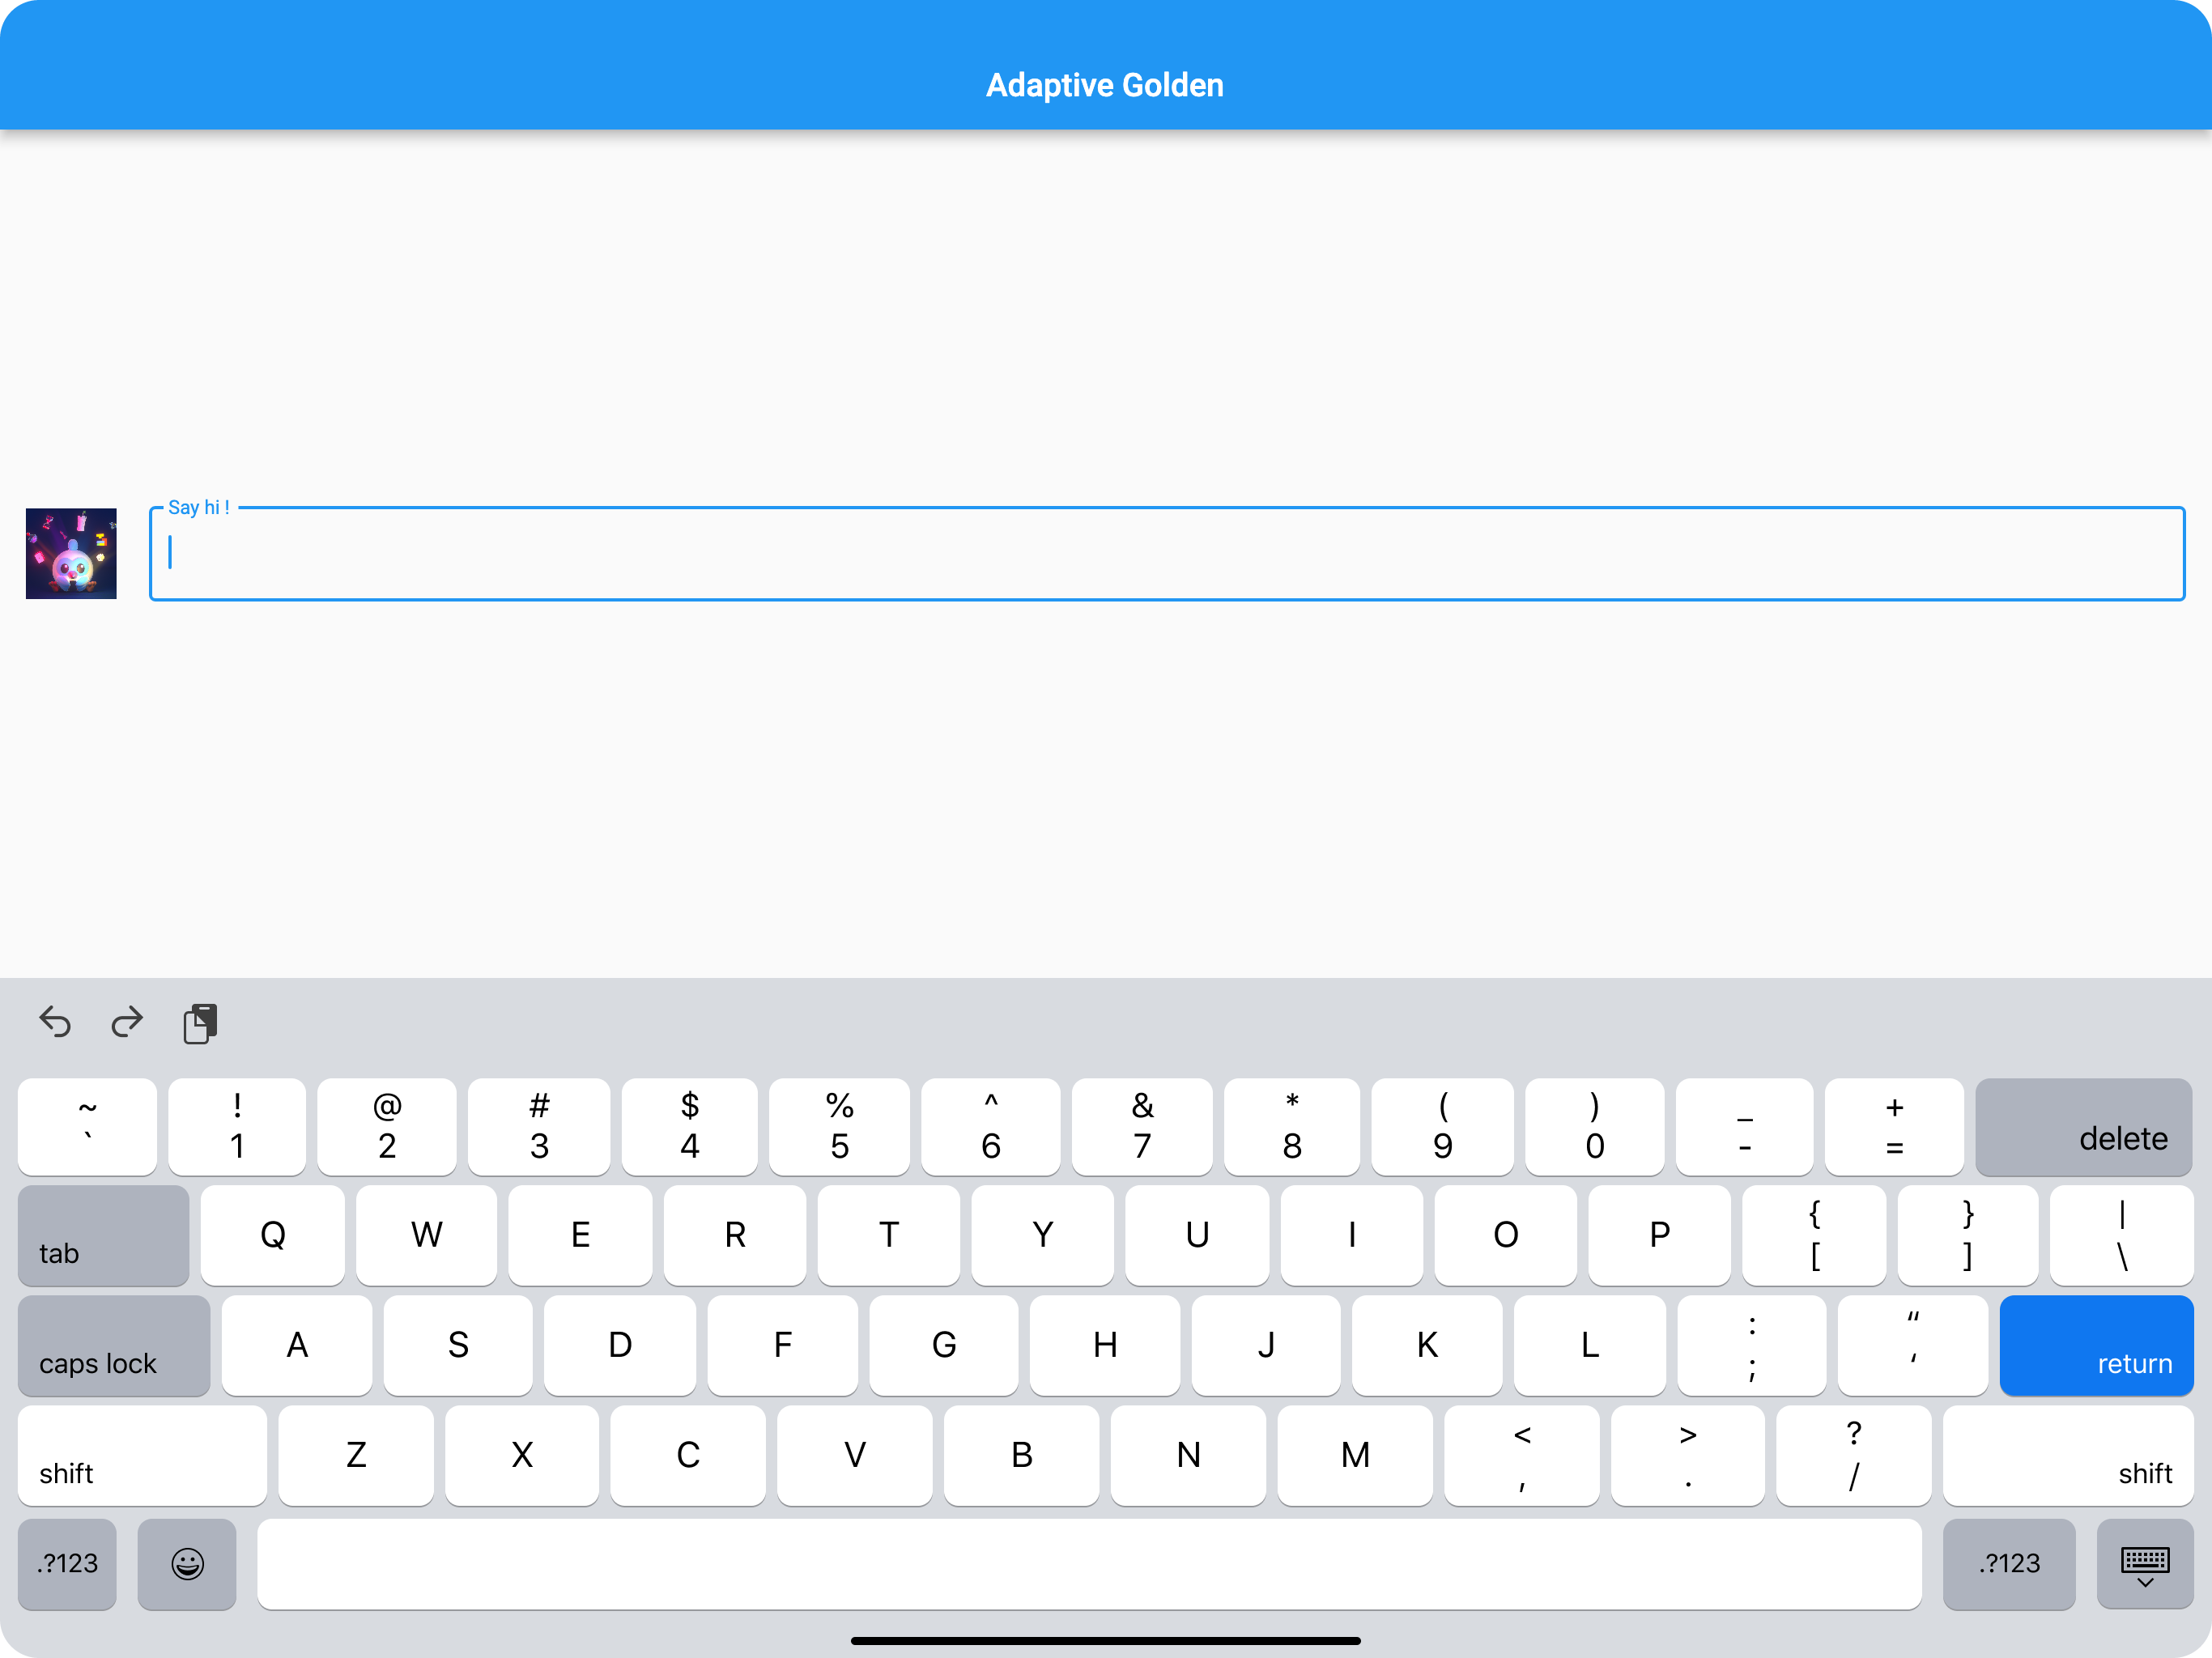 Adaptive Golden
Say hi !
~ ! @ # $ % ^ & * ( ) _ +
` 1 2 3 4 5 6 7 8 9 0 - = delete
{ } |
tab Q W E R T Y U I O P [ ] \
: “
caps lock A S D F G H J K L ; ‘ return
< > ?
shift Z X C V B N M , . / shift
.?123 .?123